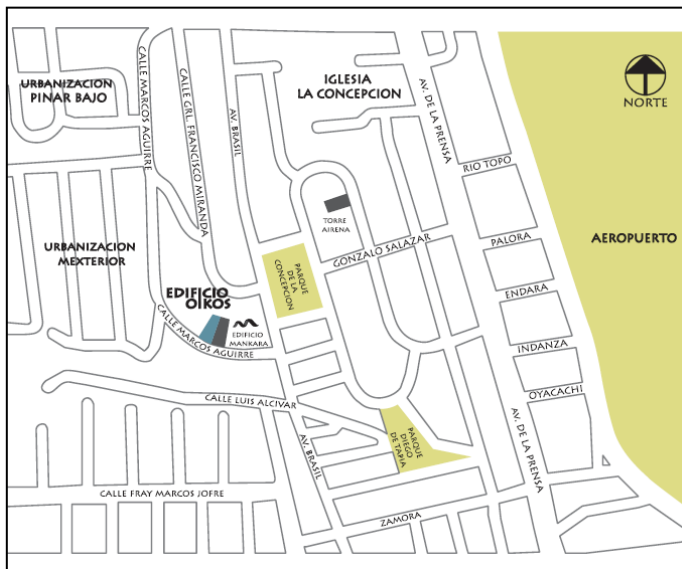 URBANIZACION
PINAR BAJO
CALLE MARCOS AGUIRRE
CALLE GRL. FRANCISCO MIRANDA
AV. BRASIL
IGLESIA
LA CONCEPCION
AV. DE LA PRENSA
NORTE
RIO TOPO
TORRE
AIRENA
GONZALO SALAZAR
PALORA
AEROPUERTO
URBANIZACION
MEXTERIOR
PARQUE
DE LA
CONCEPCION
ENDARA
EDIFICIO
OIKOS
EDIFICIO
MANKARA
CALLE MARCOS AGUIRRE
INDANZA
OYACACHI
CALLE LUIS ALCIVAR
AV. BRASIL
PARQUE
DIEGO
DE TAPIA
AV. DE LA PRENSA
CALLE FRAY MARCOS JOFRE
ZAMORA